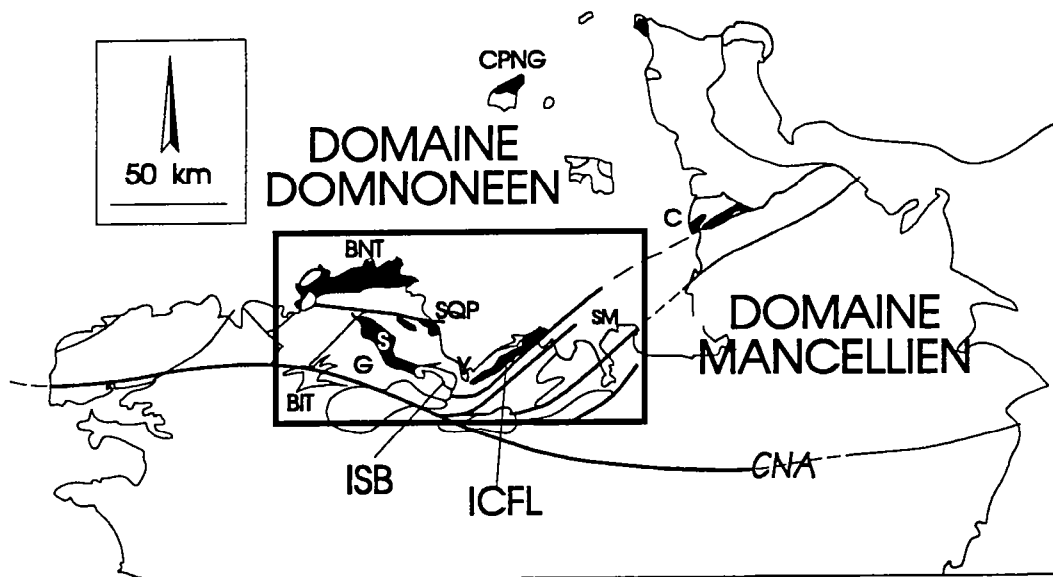 CPNG
50 km
DOMAINE
DOMNONEEN
C
BNT
SQP
SM
S
G
V
BIT
DOMAINE
MANCELLIEN
ISB
ICFL
CNA